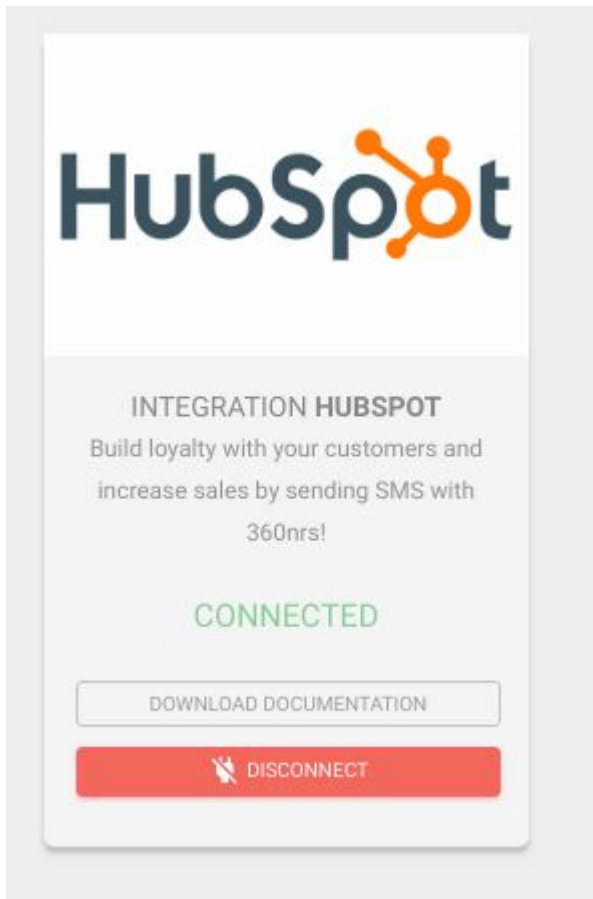 HubSpot
INTEGRATION HUBSPOT
Build loyalty with your customers and
increase sales by sending SMS with
360nrs!
CONNECTED
DOWNLOAD DOCUMENTATION
DISCONNECT